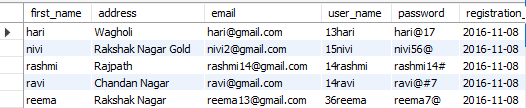 first_name address email user_name password registration_
hari Wagholi hari@gmail.com 13hari hari@17 2016-11-08
nivi Rakshak Nagar Gold nivi2@gmail.com 15nivi nivi56@ 2016-11-08
rashmi Rajpath rashmi14@gmail.com 14rashmi rashmi14# 2016-11-08
ravi Chandan Nagar ravi@gmail.com 14ravi ravi@#7 2016-11-08
reema Rakshak Nagar reema13@gmail.com 36reema reema7@ 2016-11-08